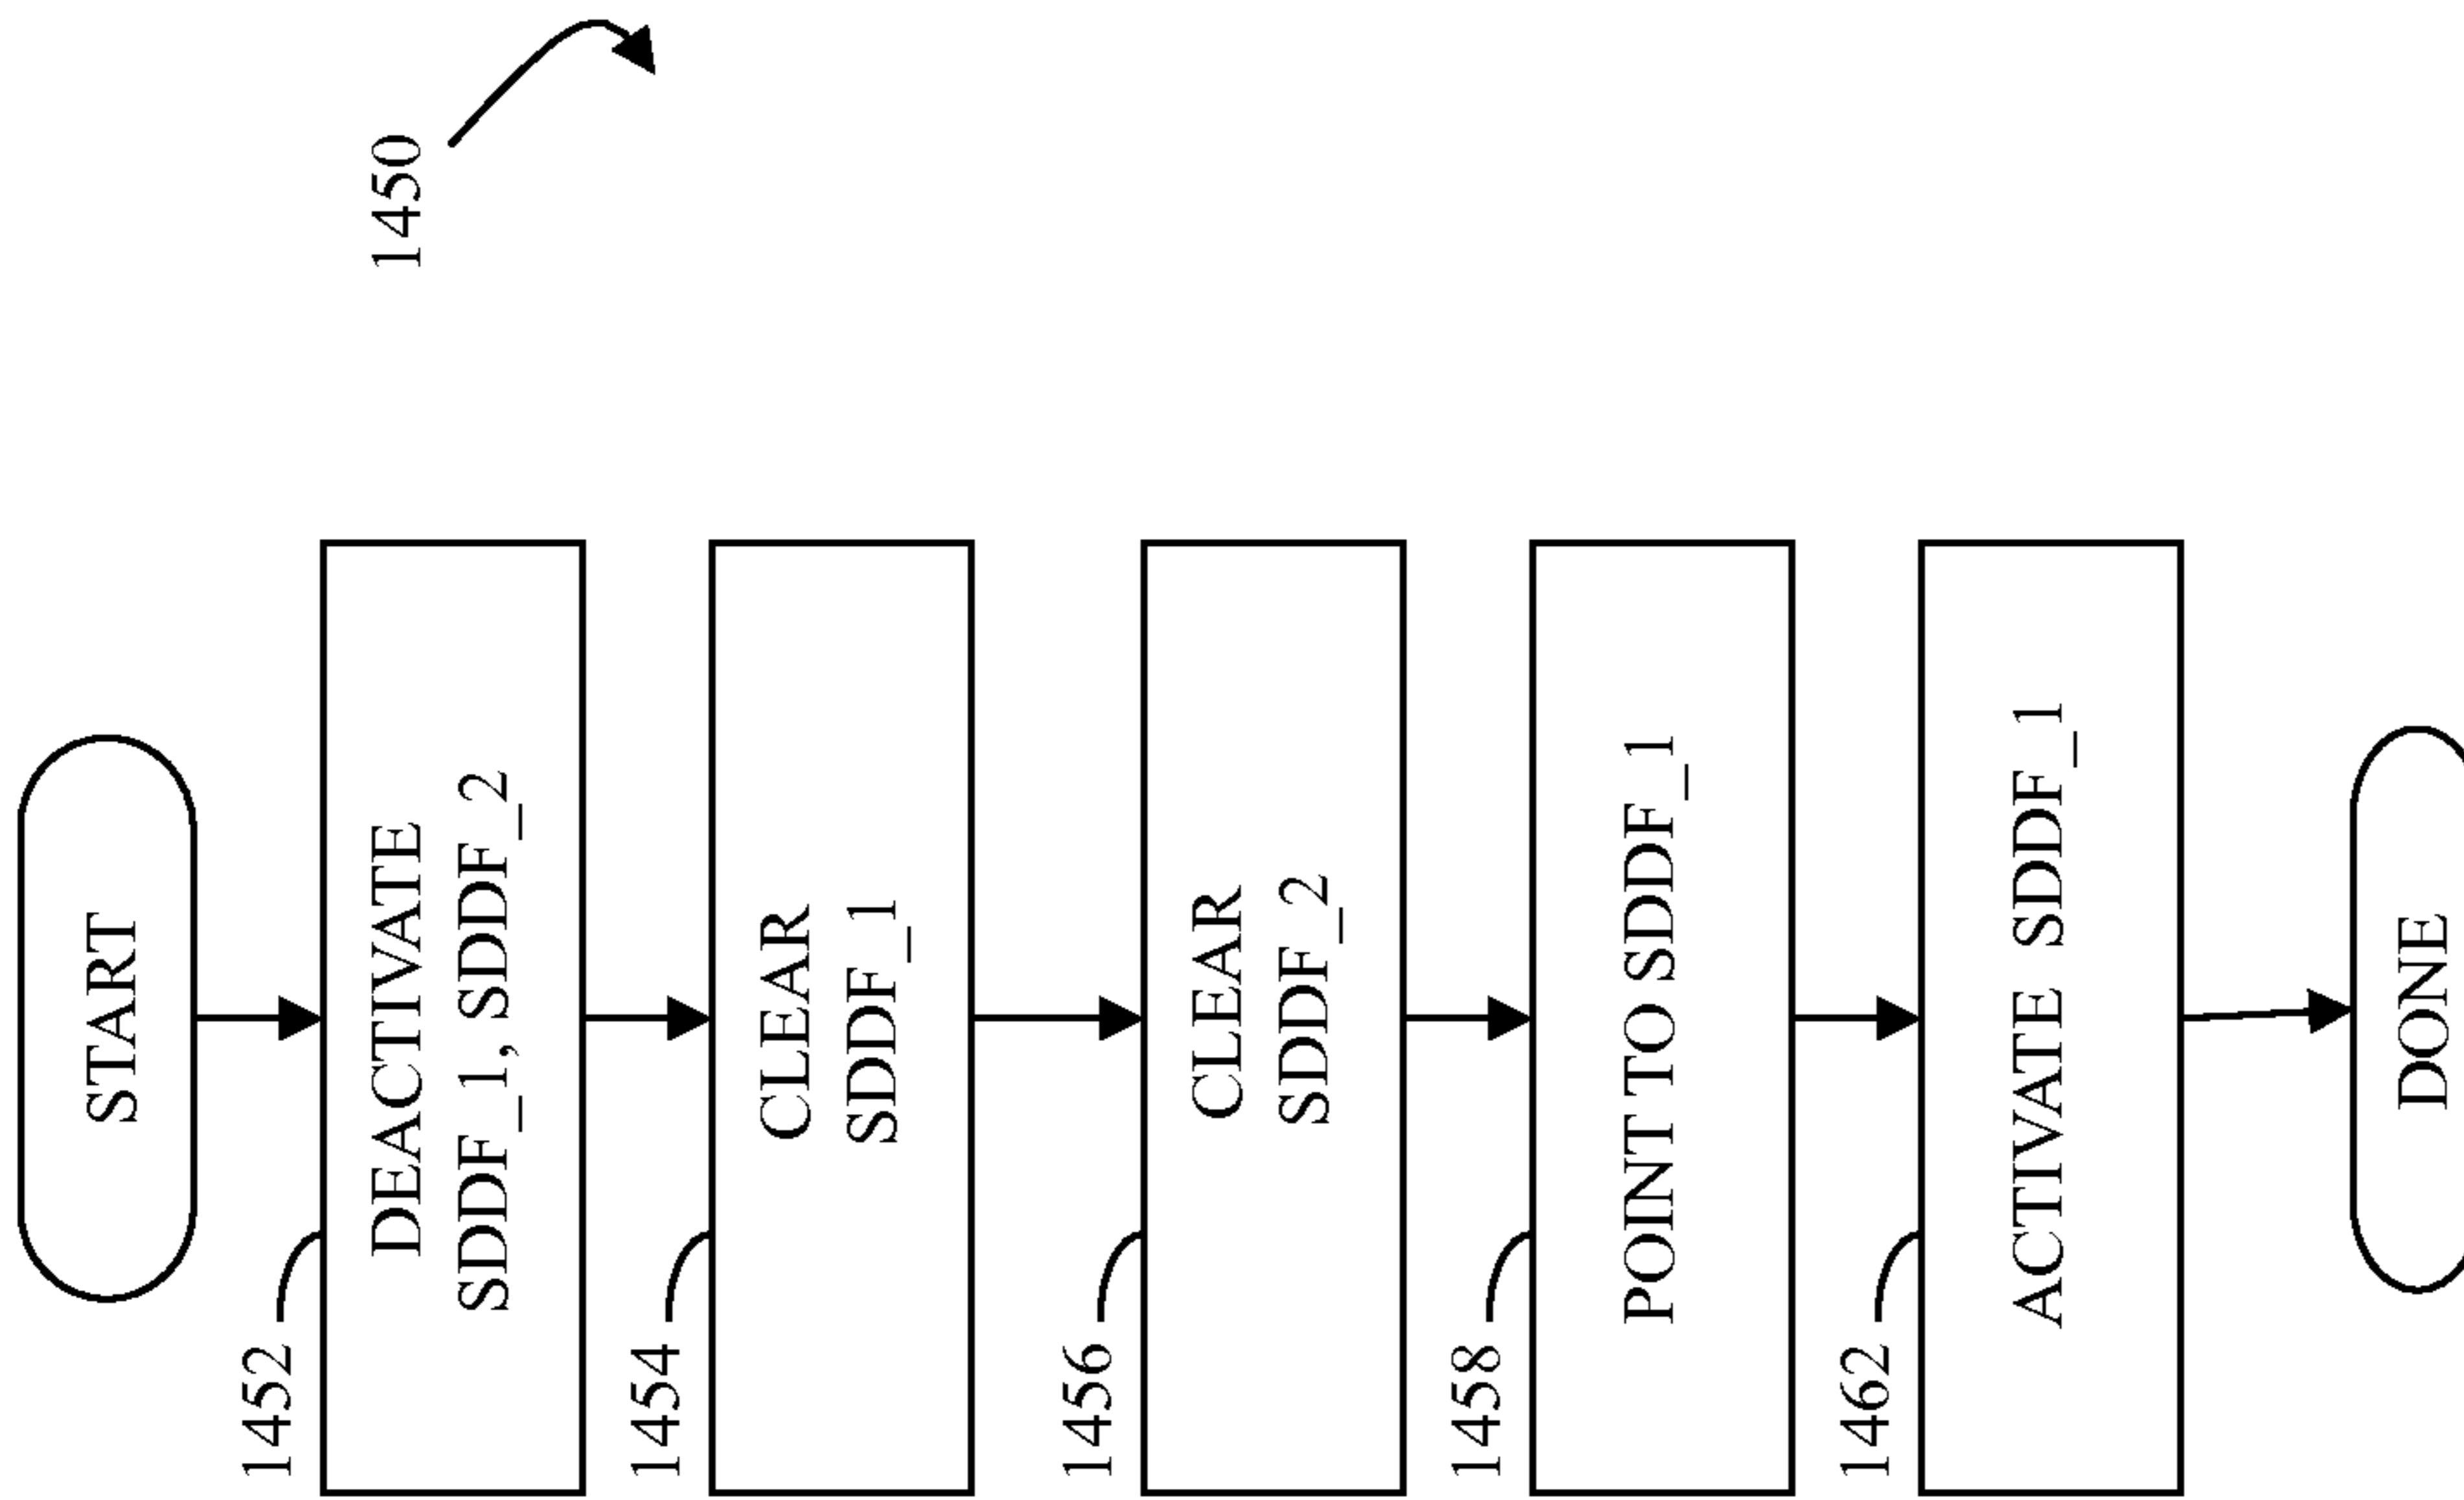 1450
START
1452
DEACTIVATE
SDDF_1, SDDF_2
1454
CLEAR
SDDF_1
1456
CLEAR
SDDF_2
1458
POINT TO SDDF_1
1462
ACTIVATE SDDF_1
DONE